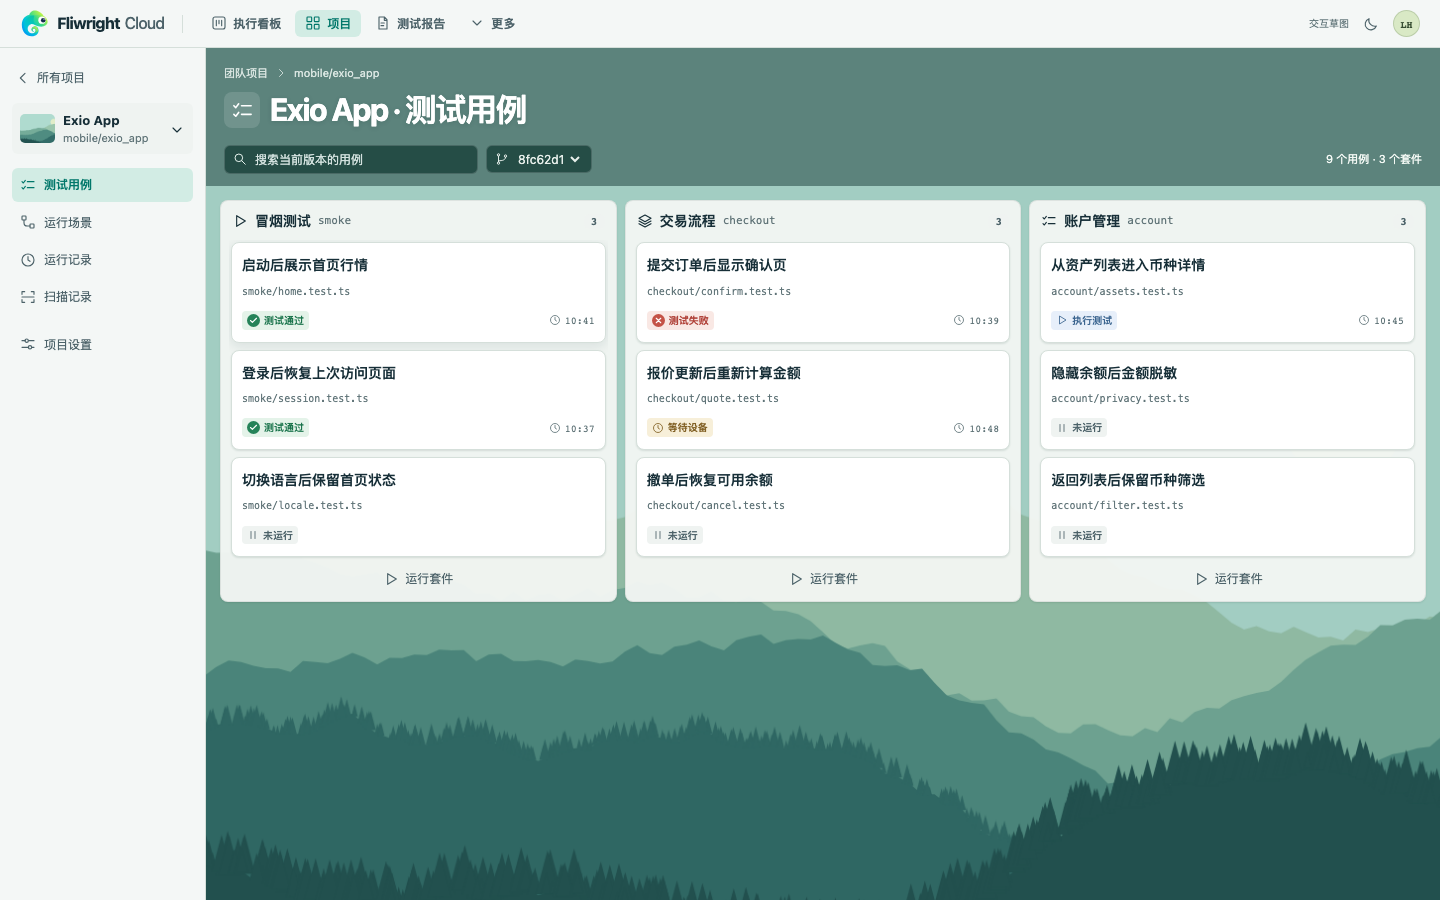 Fliwright Cloud
执行看板
项目
测试报告
更多
交互草图
LH
所有项目
Exio App
mobile/exio_app
测试用例
运行场景
运行记录
扫描记录
项目设置
团队项目
mobile/exio_app
Exio App · 测试用例
搜索当前版本的用例
8fc62d1
9 个用例 · 3 个套件
冒烟测试 smoke 3
启动后展示首页行情
smoke/home.test.ts
测试通过 10:41
登录后恢复上次访问页面
smoke/session.test.ts
测试通过 10:37
切换语言后保留首页状态
smoke/locale.test.ts
未运行
运行套件
交易流程 checkout 3
提交订单后显示确认页
checkout/confirm.test.ts
测试失败 10:39
报价更新后重新计算金额
checkout/quote.test.ts
等待设备 10:48
撤单后恢复可用余额
checkout/cancel.test.ts
未运行
运行套件
账户管理 account 3
从资产列表进入币种详情
account/assets.test.ts
执行测试 10:45
隐藏余额后金额脱敏
account/privacy.test.ts
未运行
返回列表后保留币种筛选
account/filter.test.ts
未运行
运行套件